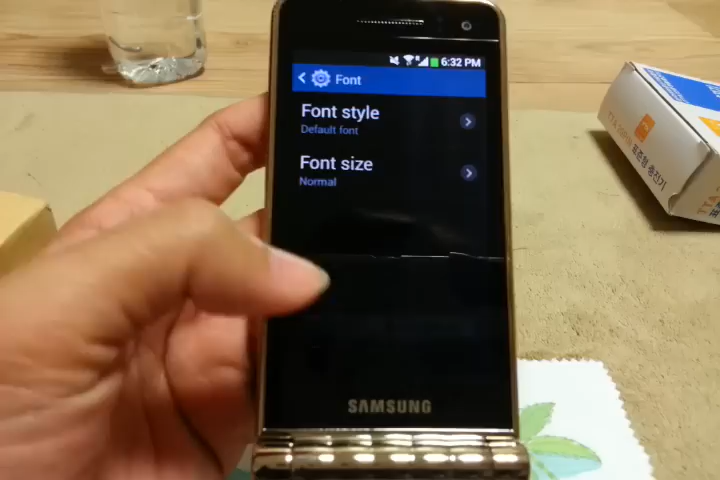 6:32 PM
Font
Font style
Default font
Font size
Normal
SAMSUNG
표준형 충전기